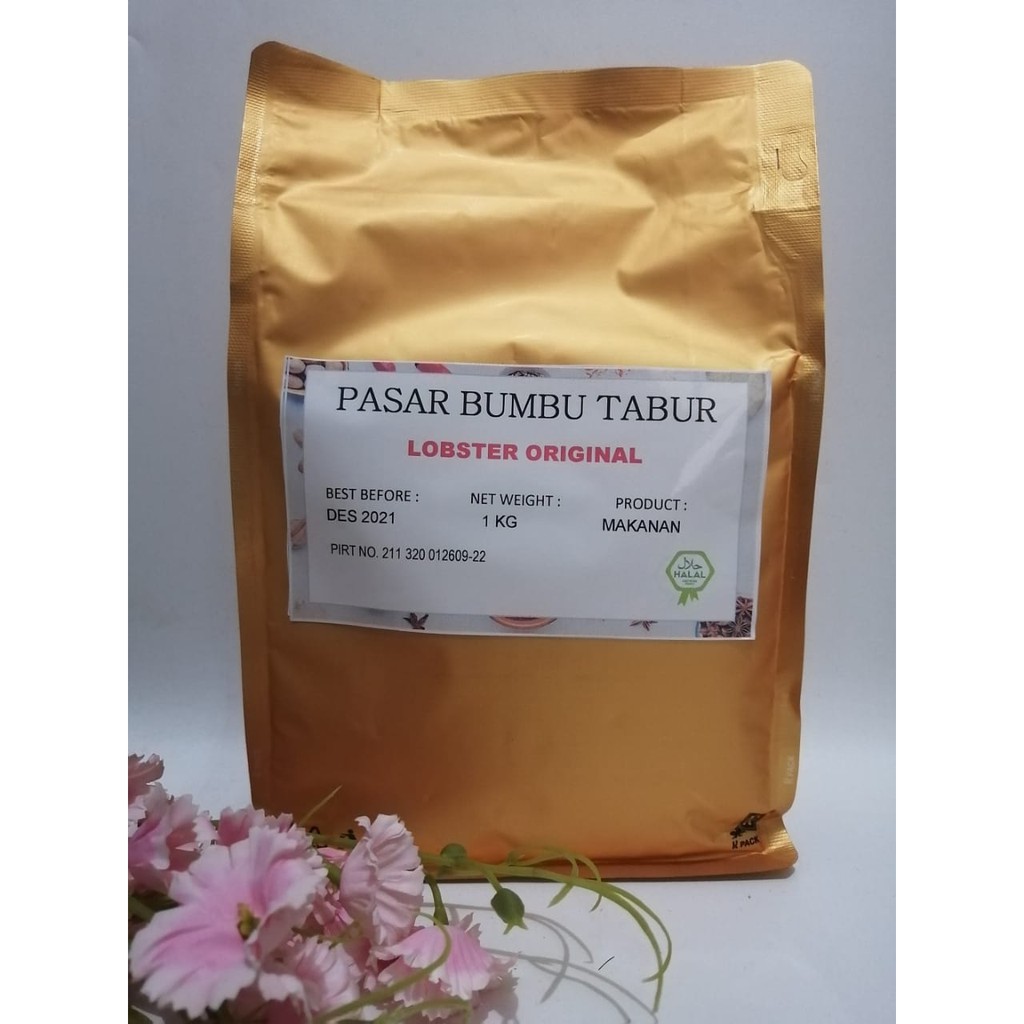 PASAR BUMBU TABUR
LOBSTER ORIGINAL
BEST BEFORE : NET WEIGHT : PRODUCT :
DES 2021 1 KG MAKANAN
PIRT NO. 211 320 012609-22
حلال
HALAL
N PACK